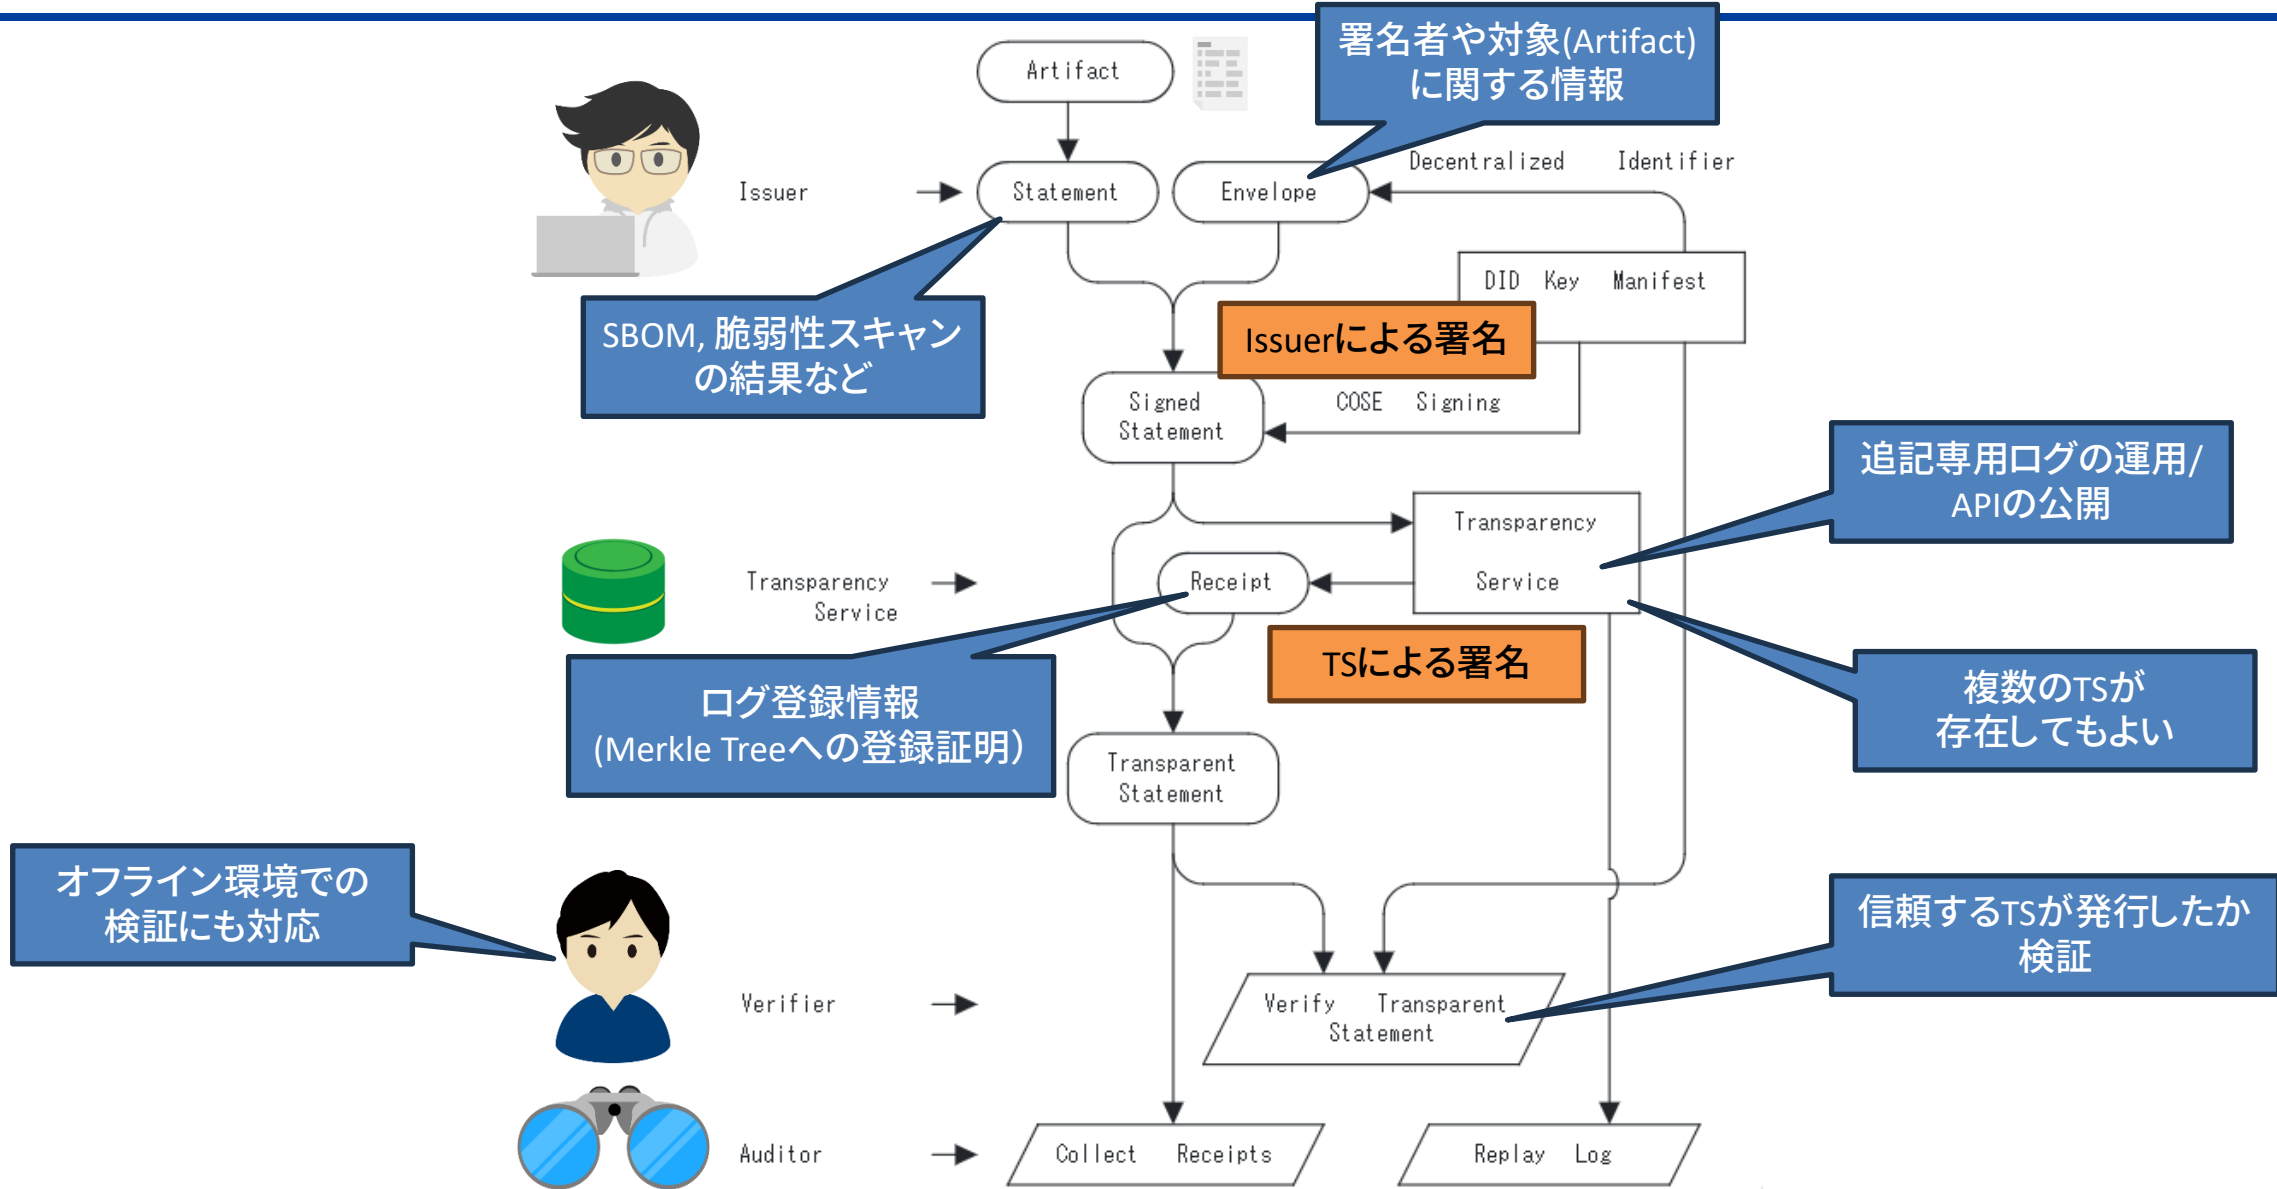 署名者や対象(Artifact)
に関する情報
Artifact
Decentralized Identifier
Issuer
Statement
Envelope
DID Key Manifest
SBOM, 脆弱性スキャン
の結果など
Issuerによる署名
Signed
Statement
COSE Signing
追記専用ログの運用/
APIの公開
Transparency
Service
Transparency
Service
Receipt
TSによる署名
ログ登録情報
(Merkle Treeへの登録証明）
複数のTSが
存在してもよい
Transparent
Statement
オフライン環境での
検証にも対応
信頼するTSが発行したか
検証
Verifier
Verify Transparent
Statement
Auditor
Collect Receipts
Replay Log